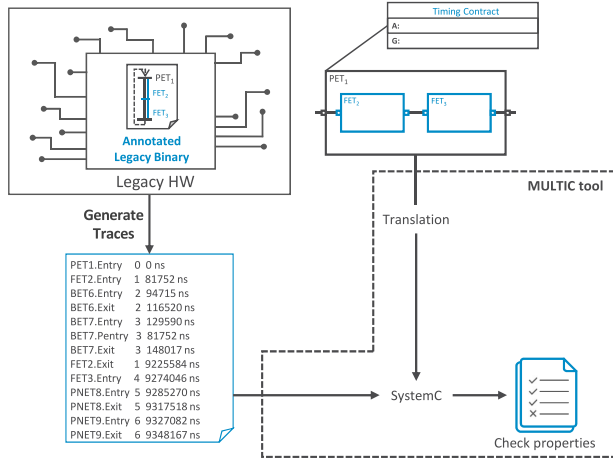 Timing Contract
A:
G:
PET1
FET2
FET3
Annotated
Legacy Binary
Legacy HW
PET1
FET2
FET3
MULTIC tool
Generate
Traces
Translation
PET1.Entry 0 0 ns
FET2.Entry 1 81752 ns
BET6.Entry 2 94715 ns
BET6.Exit 2 116520 ns
BET7.Entry 3 129590 ns
BET7.Pentry 3 81752 ns
BET7.Exit 3 148017 ns
FET2.Exit 1 9225584 ns
FET3.Entry 4 9274046 ns
PNET8.Entry 5 9285270 ns
PNET8.Exit 5 9317518 ns
PNET9.Entry 6 9327082 ns
PNET9.Exit 6 9348167 ns
SystemC
Check properties